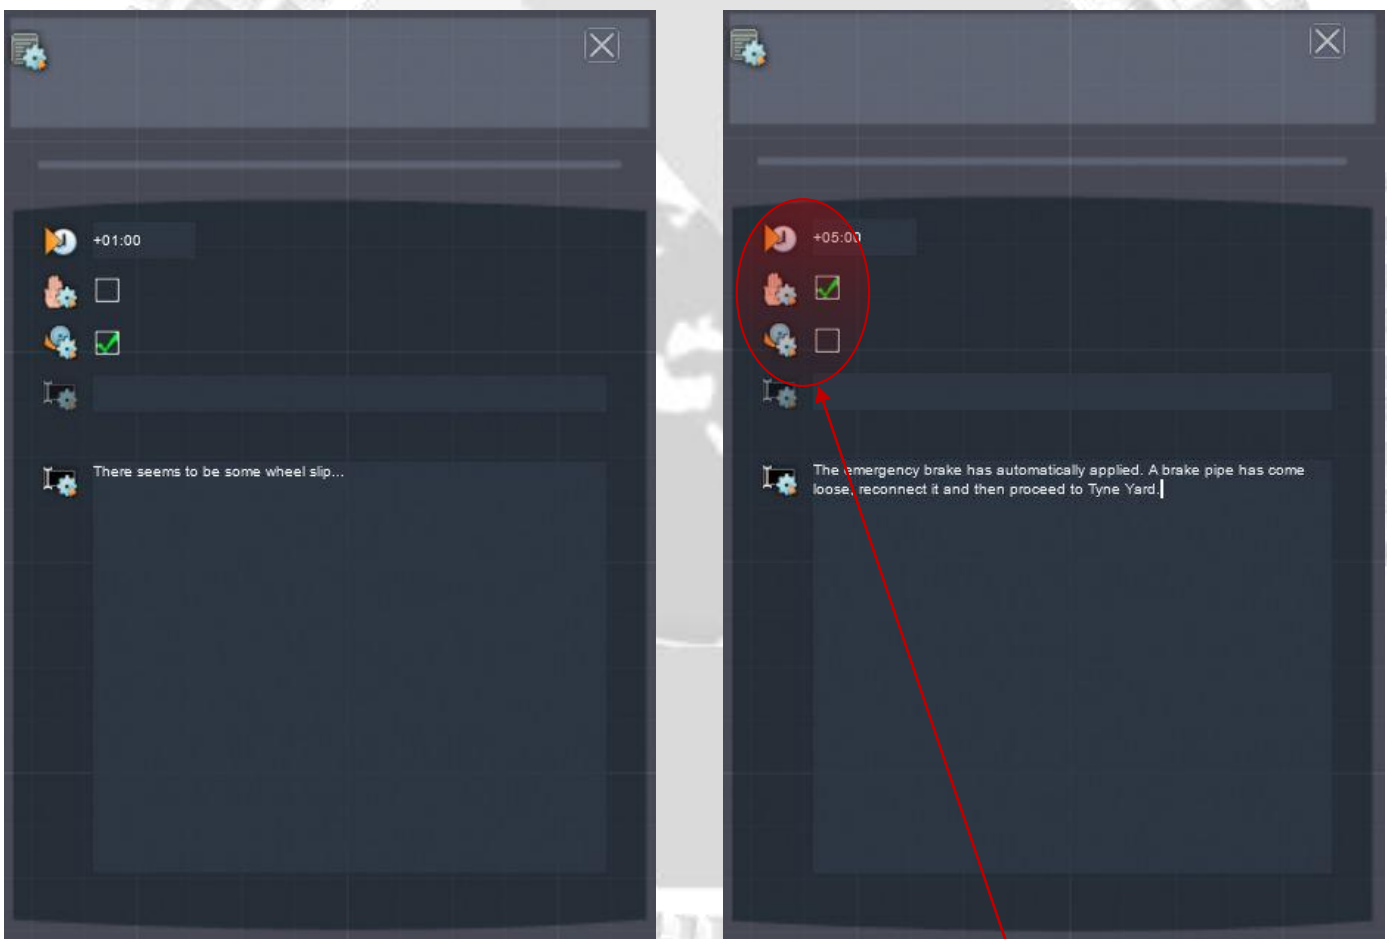 +01:00
There seems to be some wheel slip...
+05:00
The emergency brake has automatically applied. A brake pipe has come
loose, reconnect it and then proceed to Tyne Yard.